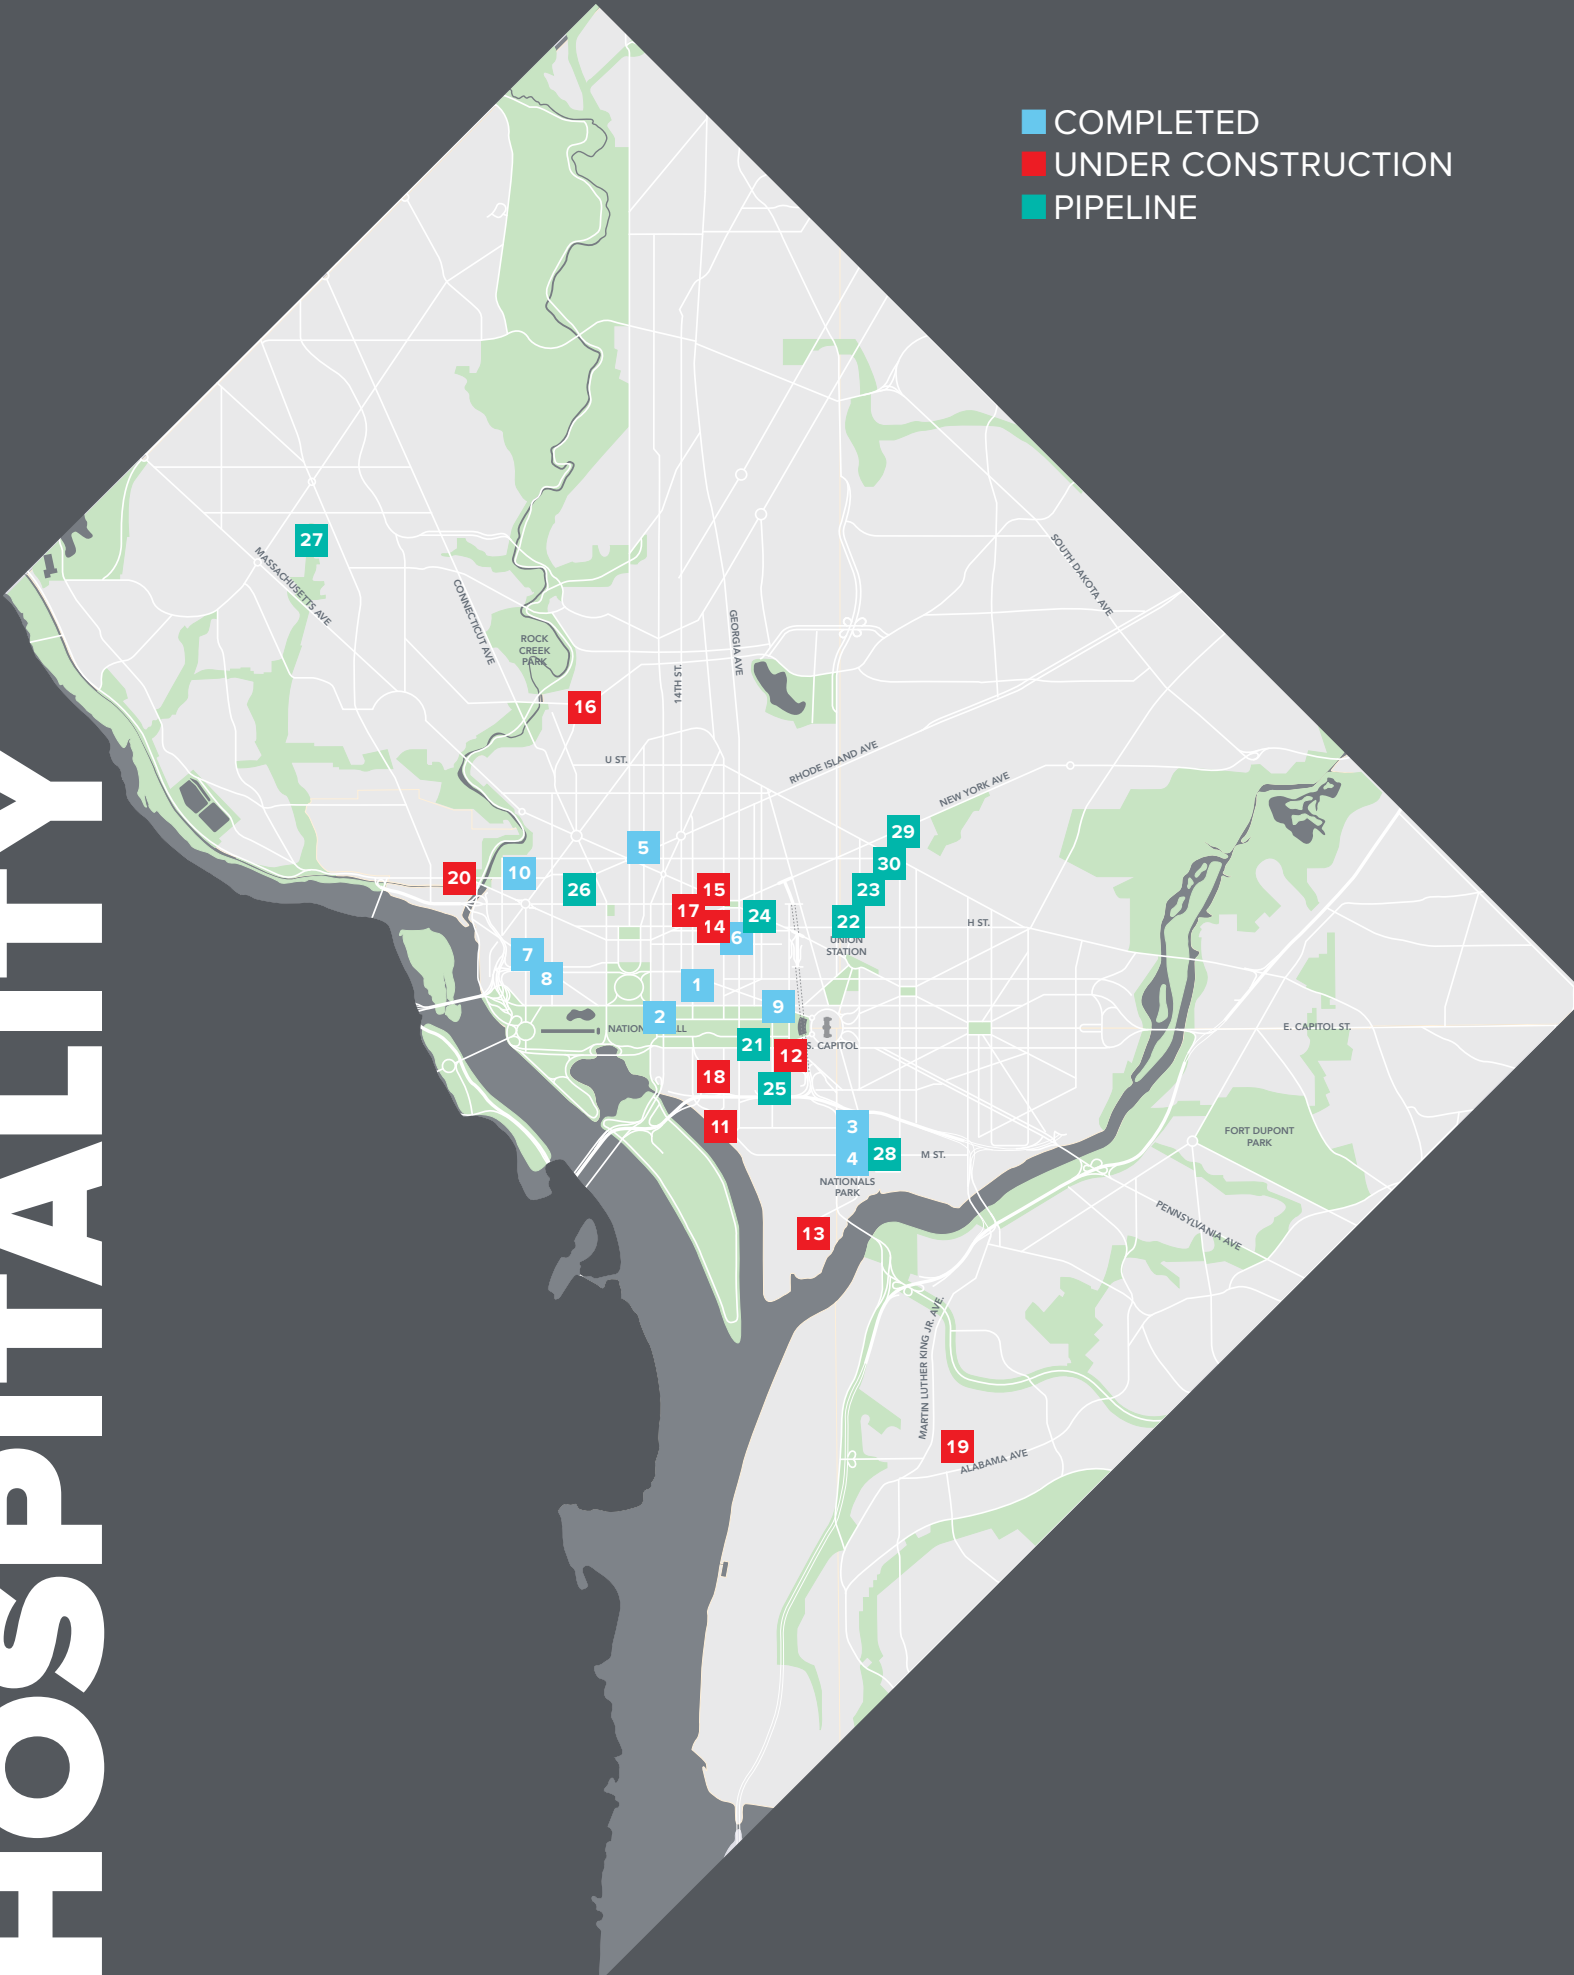 HOSPITALITY
COMPLETED
UNDER CONSTRUCTION
PIPELINE
27
MASSACHUSETTS AVE
CONNECTICUT AVE
SOUTH DAKOTA AVE
ROCK
CREEK
PARK
14TH ST.
GEORGIA AVE
16
U ST.
RHODE ISLAND AVE
NEW YORK AVE
29
5
30
20
10
26
15
23
17
24
14
6
22
H ST.
UNION
STATION
7
8
1
9
2
E. CAPITOL ST.
21
S. CAPITOL
12
18
25
11
3
4
28
M ST.
FORT DUPONT
PARK
NATIONALS
PARK
13
PENNSYLVANIA AVE
MARTIN LUTHER KING JR. AVE.
19
ALABAMA AVE